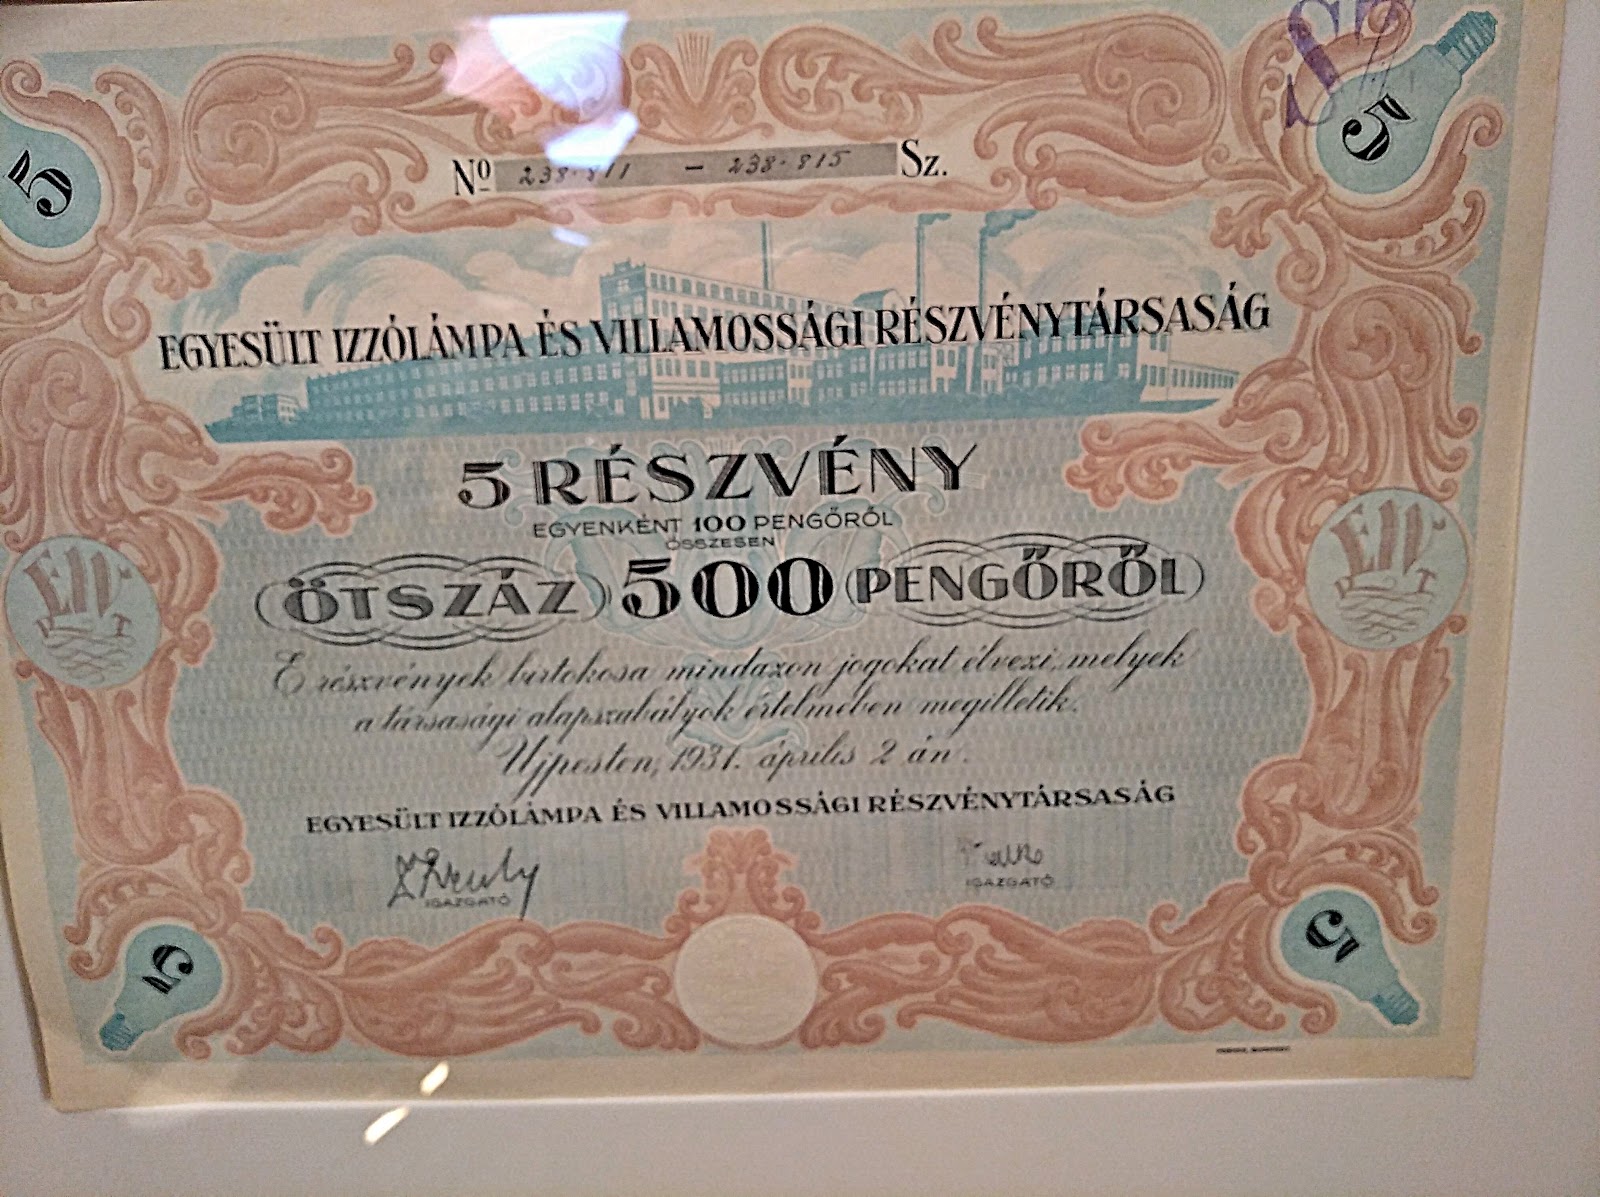 SZ
5
5
Nº 238.811 - 238.815 Sz.
EGYESÜLT IZZÓLÁMPA ÉS VILLAMOSSÁGI RÉSZVÉNYTÁRSASÁG
5 RÉSZVÉNY
EGYENKÉNT 100 PENGŐRŐL
ÖSSZESEN
ÖTSZÁZ 500 PENGŐRŐL
E részvények birtokosa mindazon jogokat élvezi, melyek
a társasági alapszabályok értelmében megilletik.
Ujpesten, 1931. április 2 án.
EGYESÜLT IZZÓLÁMPA ÉS VILLAMOSSÁGI RÉSZVÉNYTÁRSASÁG
IGAZGATÓ
IGAZGATÓ
5
5